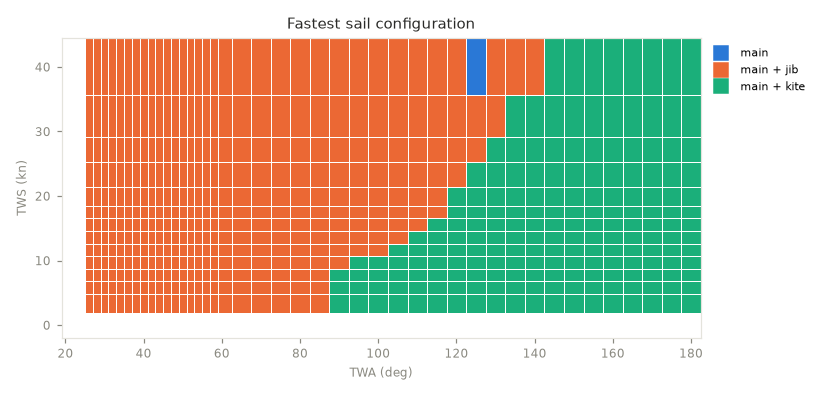 Fastest sail configuration
main
main + jib
main + kite
TWS (kn)
40
30
20
10
0
20 40 60 80 100 120 140 160 180
TWA (deg)